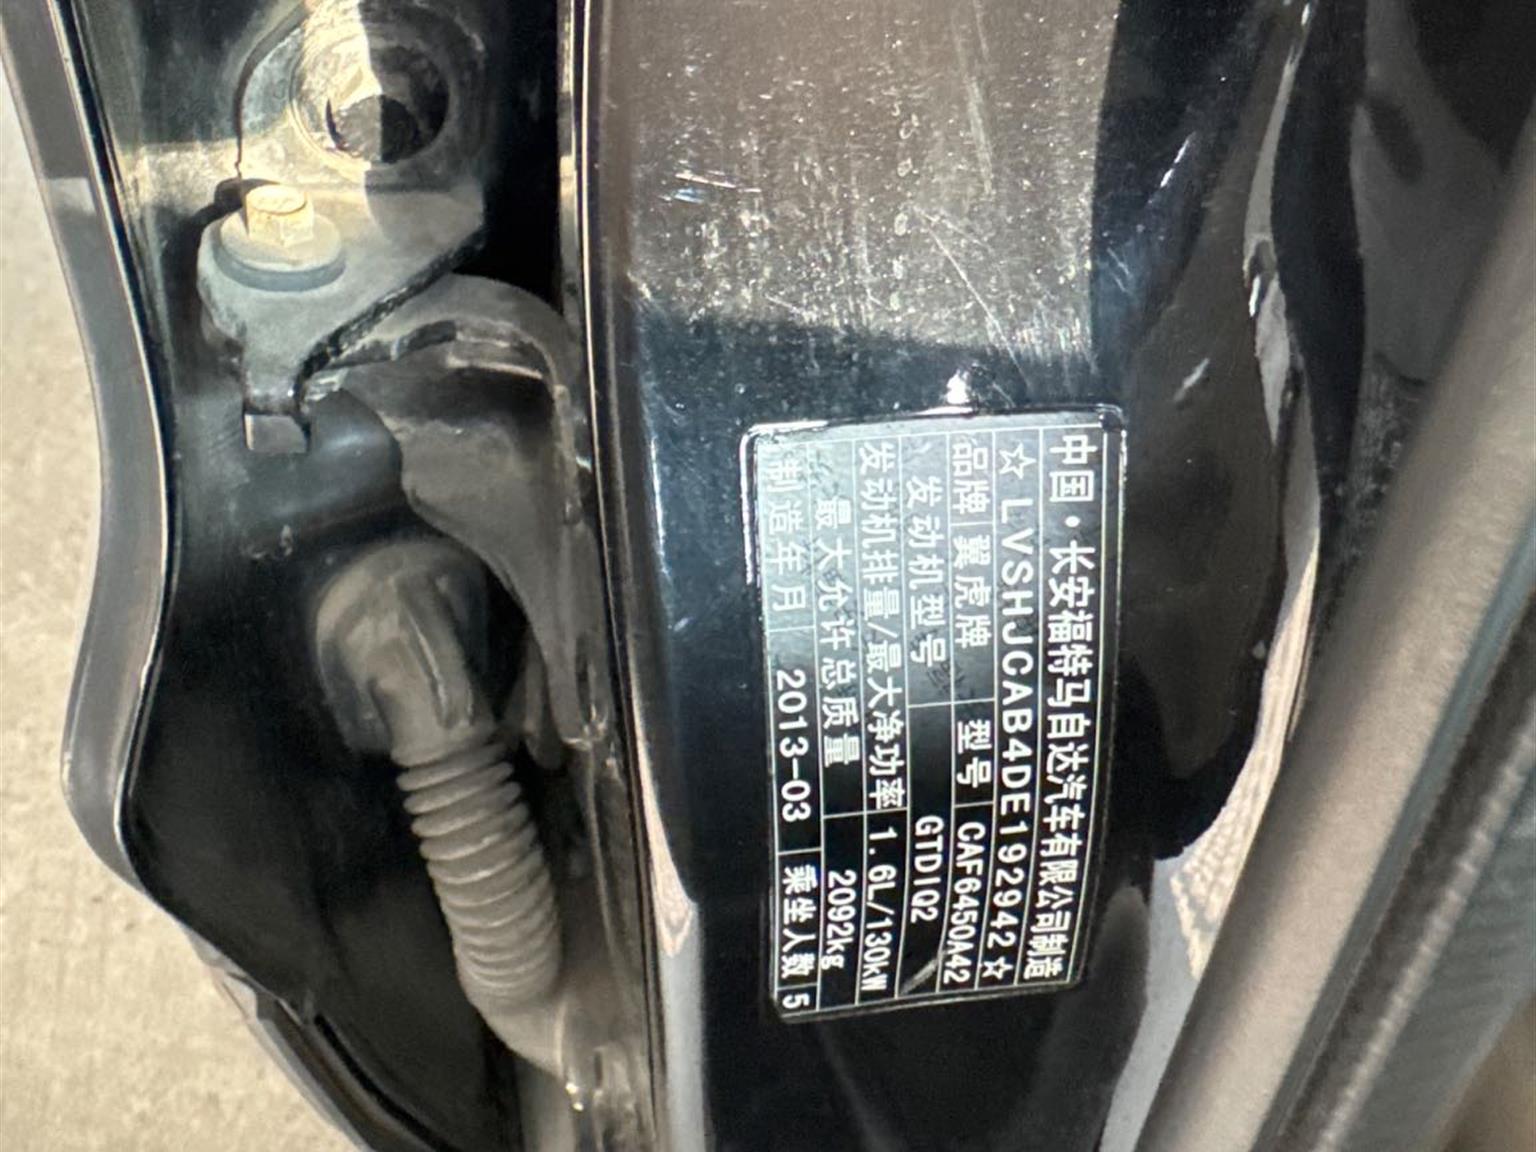 中国·长安福特马自达汽车有限公司制造
☆LVSHJCAB4DE192942☆
品牌 翼虎牌 型号 CAF6450A42
发动机型号 GTDIQ2
发动机排量/最大净功率 1.6L/130kW
最大允许总质量 2092kg
制造年月 2013-03 乘坐人数 5